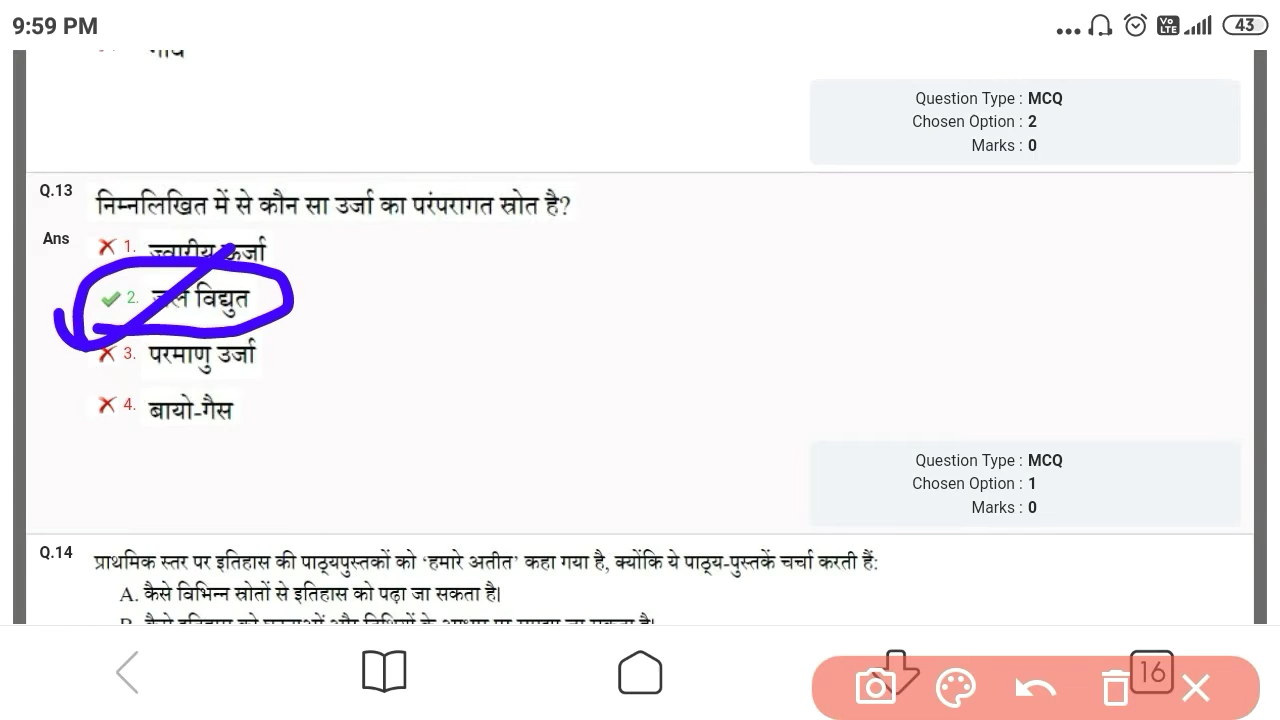 9:59 PM
43
Question Type : MCQ
Chosen Option : 2
Marks : 0
Q.13 निम्नलिखित में से कौन सा उर्जा का परंपरागत स्रोत है?
Ans 1. ज्वारीय ऊर्जा
2. जल विद्युत
3. परमाणु उर्जा
4. बायो-गैस
Question Type : MCQ
Chosen Option : 1
Marks : 0
Q.14 प्राथमिक स्तर पर इतिहास की पाठ्यपुस्तकों को ‘हमारे अतीत’ कहा गया है, क्योंकि ये पाठ्य-पुस्तकें चर्चा करती हैं:
A. कैसे विभिन्न स्रोतों से इतिहास को पढ़ा जा सकता है।
16